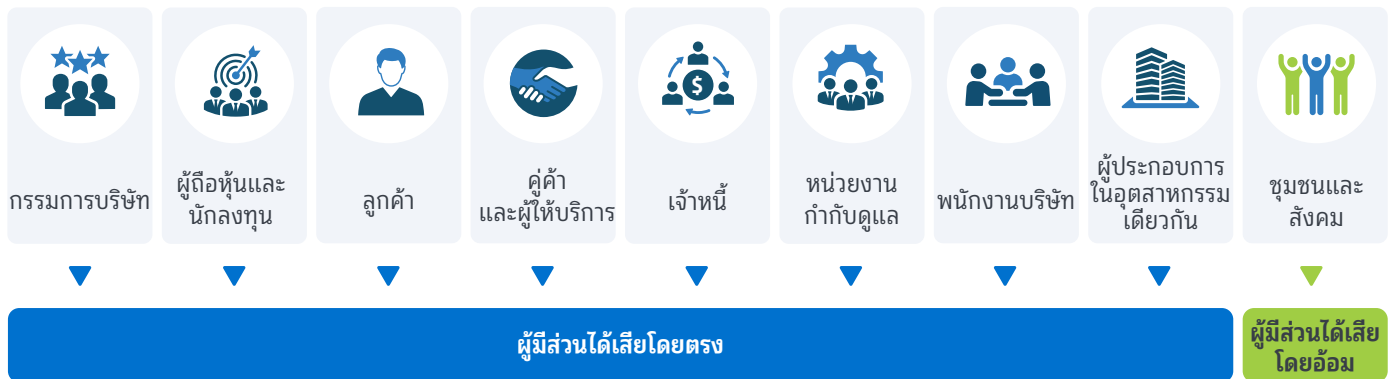 กรรมการบริษัท
ผู้ถือหุ้นและ
นักลงทุน
ลูกค้า
คู่ค้า
และผู้ให้บริการ
$
เจ้าหนี้
หน่วยงาน
กำกับดูแล
พนักงานบริษัท
ผู้ประกอบการ
ในอุตสาหกรรม
เดียวกัน
ชุมชนและ
สังคม
ผู้มีส่วนได้เสียโดยตรง
ผู้มีส่วนได้เสีย
โดยอ้อม